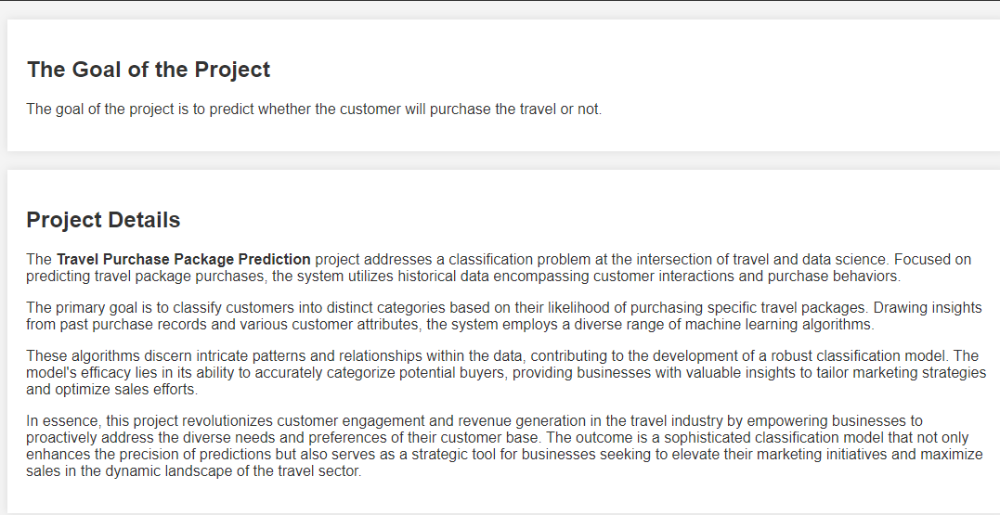 The Goal of the Project
The goal of the project is to predict whether the customer will purchase the travel or not.
Project Details
The Travel Purchase Package Prediction project addresses a classification problem at the intersection of travel and data science. Focused on
predicting travel package purchases, the system utilizes historical data encompassing customer interactions and purchase behaviors.
The primary goal is to classify customers into distinct categories based on their likelihood of purchasing specific travel packages. Drawing insights
from past purchase records and various customer attributes, the system employs a diverse range of machine learning algorithms.
These algorithms discern intricate patterns and relationships within the data, contributing to the development of a robust classification model. The
model's efficacy lies in its ability to accurately categorize potential buyers, providing businesses with valuable insights to tailor marketing strategies
and optimize sales efforts.
In essence, this project revolutionizes customer engagement and revenue generation in the travel industry by empowering businesses to
proactively address the diverse needs and preferences of their customer base. The outcome is a sophisticated classification model that not only
enhances the precision of predictions but also serves as a strategic tool for businesses seeking to elevate their marketing initiatives and maximize
sales in the dynamic landscape of the travel sector.